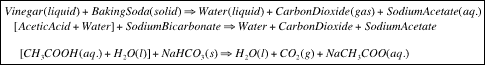 Vinegar(liquid) + BakingSoda(solid) ⇒ Water(liquid) + CarbonDioxide(gas) + SodiumAcetate(aq.)
[AceticAcid + Water] + SodiumBicarbonate ⇒ Water + CarbonDioxide + SodiumAcetate
[CH₃COOH(aq.) + H₂O(l)] + NaHCO₃(s) ⇒ H₂O(l) + CO₂(g) + NaCH₃COO(aq.)